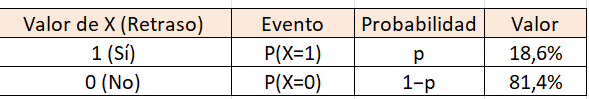 Valor de X (Retraso) Evento Probabilidad Valor
1 (Sí) P(X=1) p 18,6%
0 (No) P(X=0) 1−p 81,4%